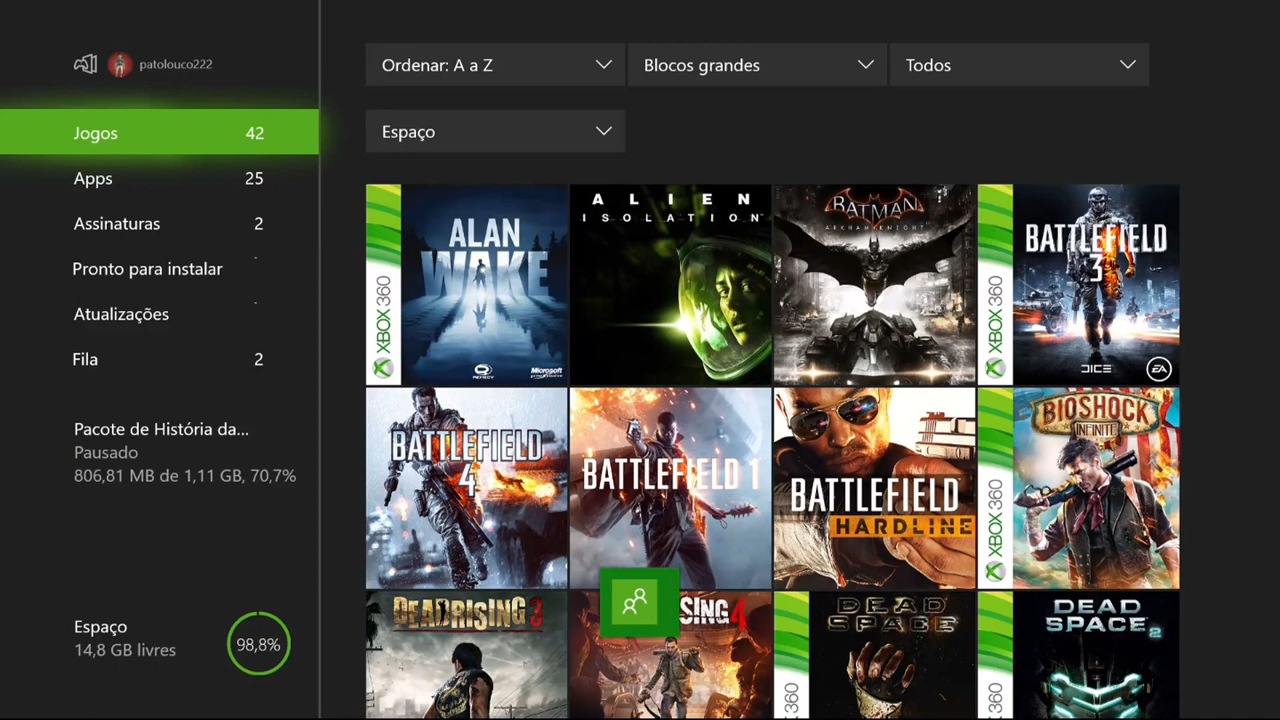 patolouco222
Jogos 42
Apps 25
Assinaturas 2
Pronto para instalar
Atualizações
Fila 2
Pacote de História da...
Pausado
806,81 MB de 1,11 GB, 70,7%
Espaço
14,8 GB livres
98,8%
Ordenar: A a Z
Blocos grandes
Todos
Espaço
XBOX 360
ALAN
WAKE
REMEDY
Microsoft
ALIEN
ISOLATION
BATMAN
ARKHAM KNIGHT
XBOX 360
BATTLEFIELD
3
DICE
EA
BATTLEFIELD
4
BATTLEFIELD 1
BATTLEFIELD
HARDLINE
XBOX 360
BIOSHOCK
INFINITE
DEADRISING 3
SING 4
360
DEAD
SPACE
360
DEAD
SPACE 2